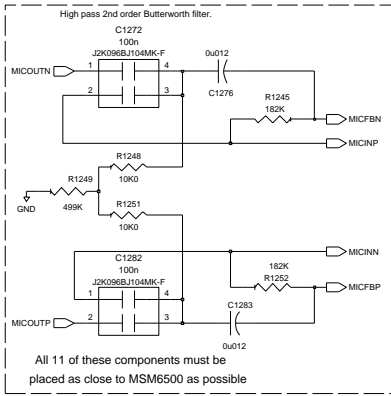 High pass 2nd order Butterworth filter.
C1272
100n
J2K096BJ104MK-F
MICOUTN
1
4
2
3
0u012
C1276
R1245
182K
MICFBN
MICINP
R1248
10K0
R1249
499K
GND
R1251
10K0
MICINN
C1282
100n
J2K096BJ104MK-F
182K
R1252
MICFBP
1
4
C1283
MICOUTP
2
3
0u012
All 11 of these components must be
placed as close to MSM6500 as possible